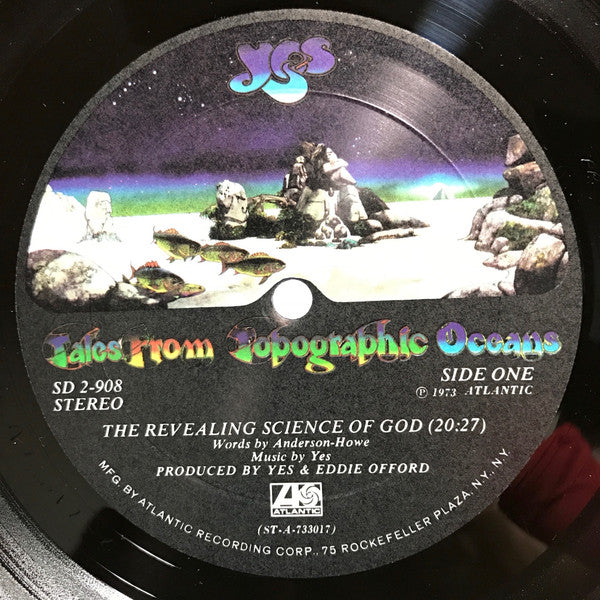 yes
Tales From Topographic Oceans
SD 2-908
STEREO
SIDE ONE
℗ 1973 ATLANTIC
THE REVEALING SCIENCE OF GOD (20:27)
Words by Anderson-Howe
Music by Yes
PRODUCED BY YES & EDDIE OFFORD
ATLANTIC
(ST-A-733017)
MFG. BY ATLANTIC RECORDING CORP., 75 ROCKEFELLER PLAZA, N.Y., N.Y.